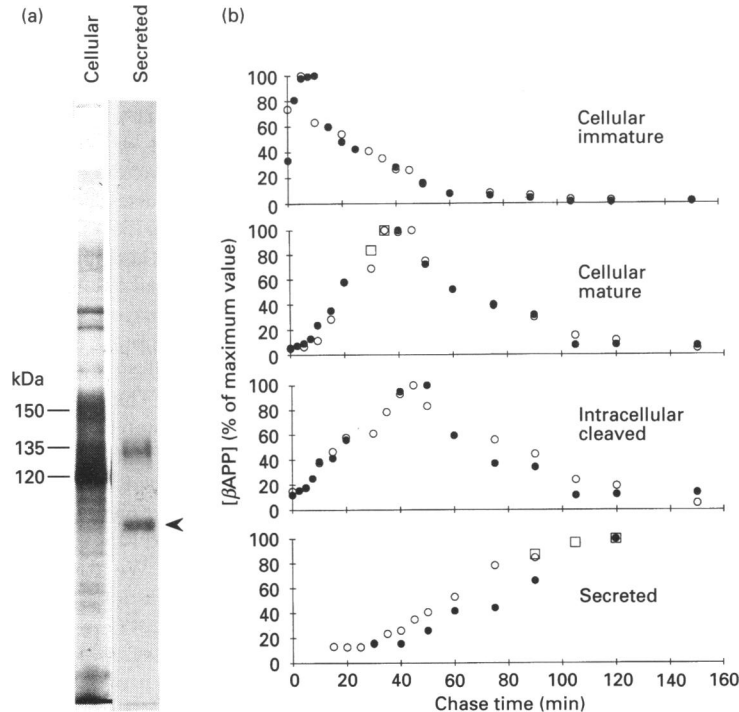 (a)
Cellular
Secreted
kDa
150
135
120
(b)
[βAPP] (% of maximum value)
100
80
60
40
20
0
Cellular
immature
100
80
60
40
20
0
Cellular
mature
100
80
60
40
20
0
Intracellular
cleaved
100
80
60
40
20
0
Secreted
0
20
40
60
80
100
120
140
160
Chase time (min)